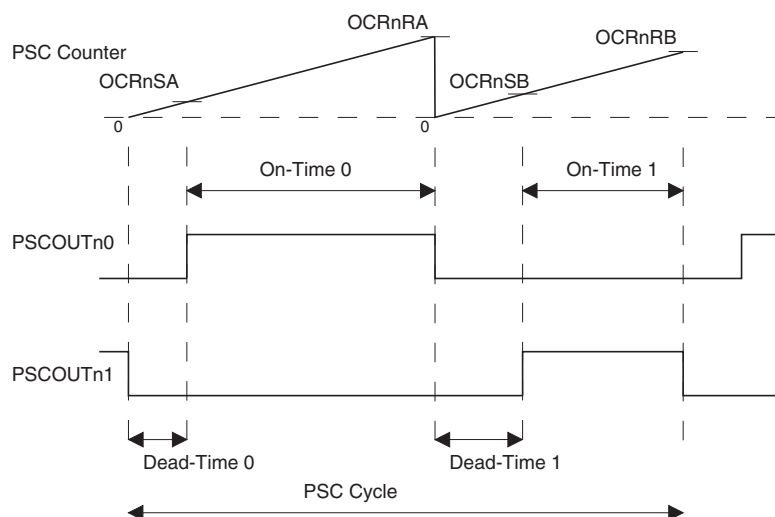 OCRnRA
PSC Counter
OCRnRB
OCRnSA
OCRnSB
0
0
On-Time 0
On-Time 1
PSCOUTn0
PSCOUTn1
Dead-Time 0
Dead-Time 1
PSC Cycle